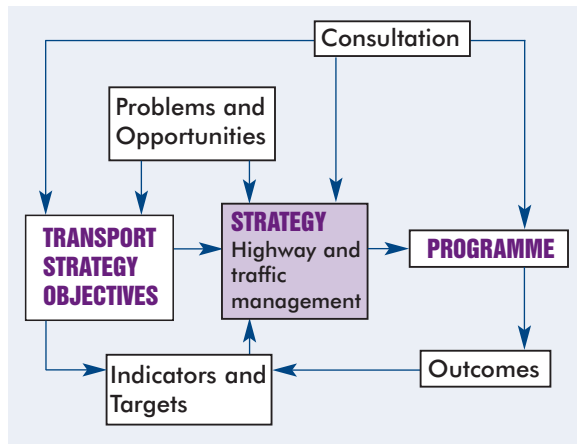 Consultation
Problems and
Opportunities
TRANSPORT
STRATEGY
OBJECTIVES
STRATEGY
Highway and
traffic
management
PROGRAMME
Indicators and
Targets
Outcomes